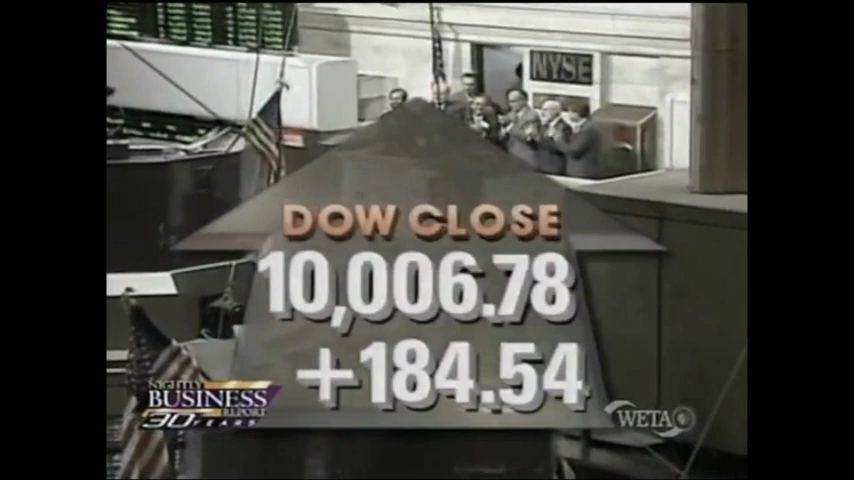 NYSE
DOW CLOSE
10,006.78
+184.54
NIGHTLY
BUSINESS
REPORT
30 YEARS
WETA